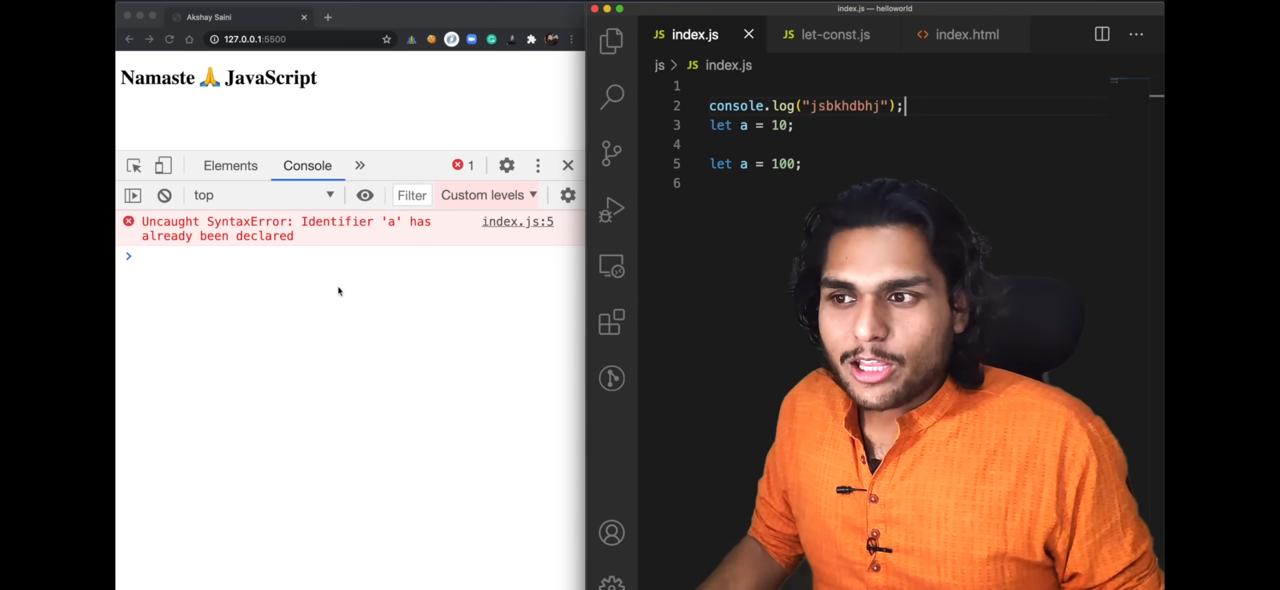 Akshay Saini
127.0.0.1:5500
Namaste 🙏 JavaScript
Elements Console 1
top Filter Custom levels
Uncaught SyntaxError: Identifier 'a' has already been declared index.js:5
index.js — helloworld
JS index.js JS let-const.js index.html
js > JS index.js
1
2 console.log("jsbkhdbhj");
3 let a = 10;
4
5 let a = 100;
6